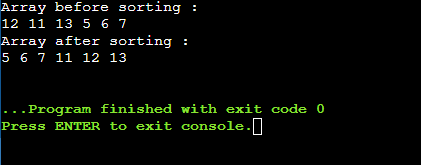 Array before sorting :
12 11 13 5 6 7
Array after sorting :
5 6 7 11 12 13
...Program finished with exit code 0
Press ENTER to exit console.